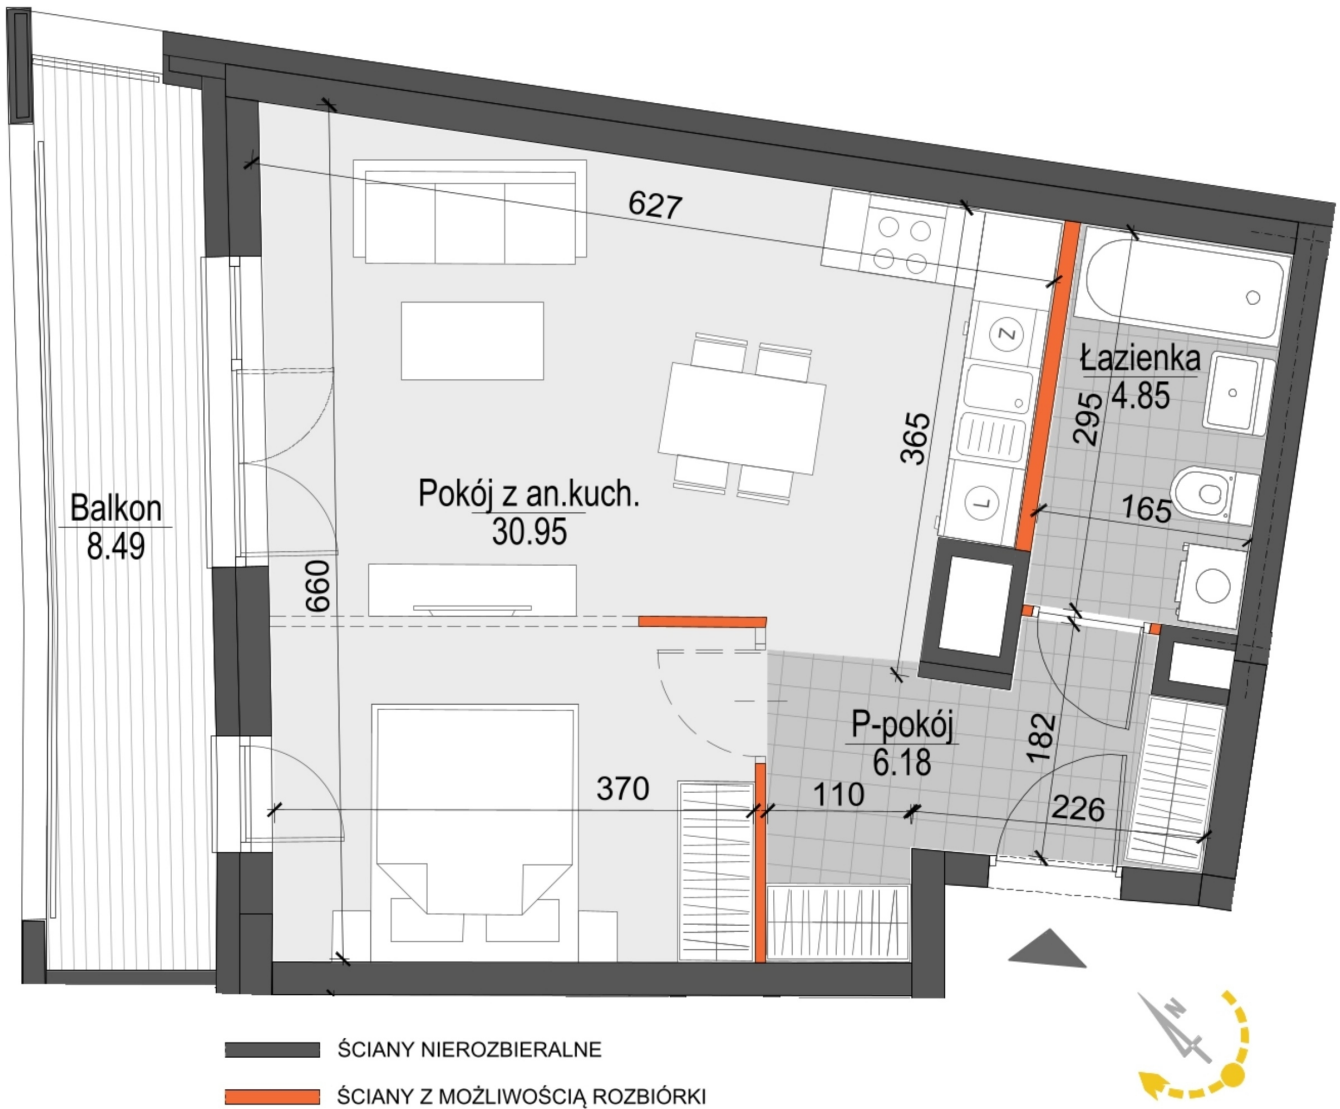 627
Z
Łazienka
4.85
295
365
165
Balkon
8.49
Pokój z an.kuch.
30.95
L
660
P-pokój
6.18
182
370
110
226
N
ŚCIANY NIEROZBIERALNE
ŚCIANY Z MOŻLIWOŚCIĄ ROZBIÓRKI